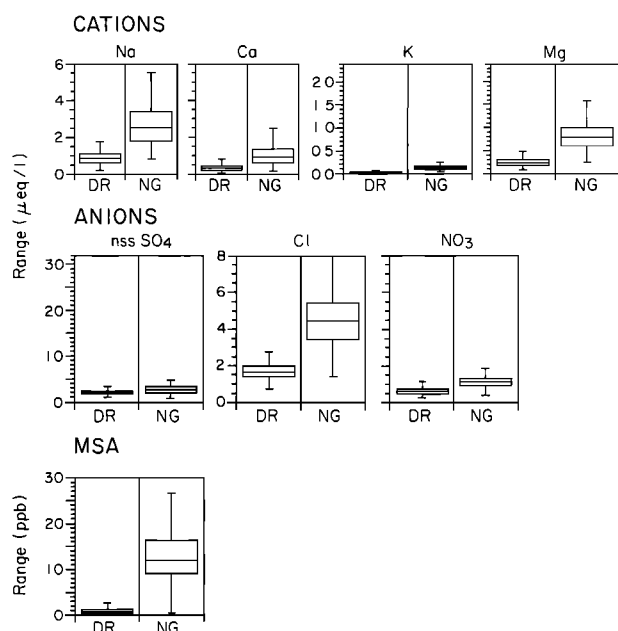 CATIONS
Na Ca K Mg
6
4
2
0
2 0
1 5
1 0
0 5
0 0
DR NG DR NG DR NG DR NG
Range (μeq/l)
ANIONS
nss SO4 Cl NO3
30
20
10
0
8
6
4
2
0
DR NG DR NG DR NG
MSA
Range (ppb)
30
20
10
0
DR NG